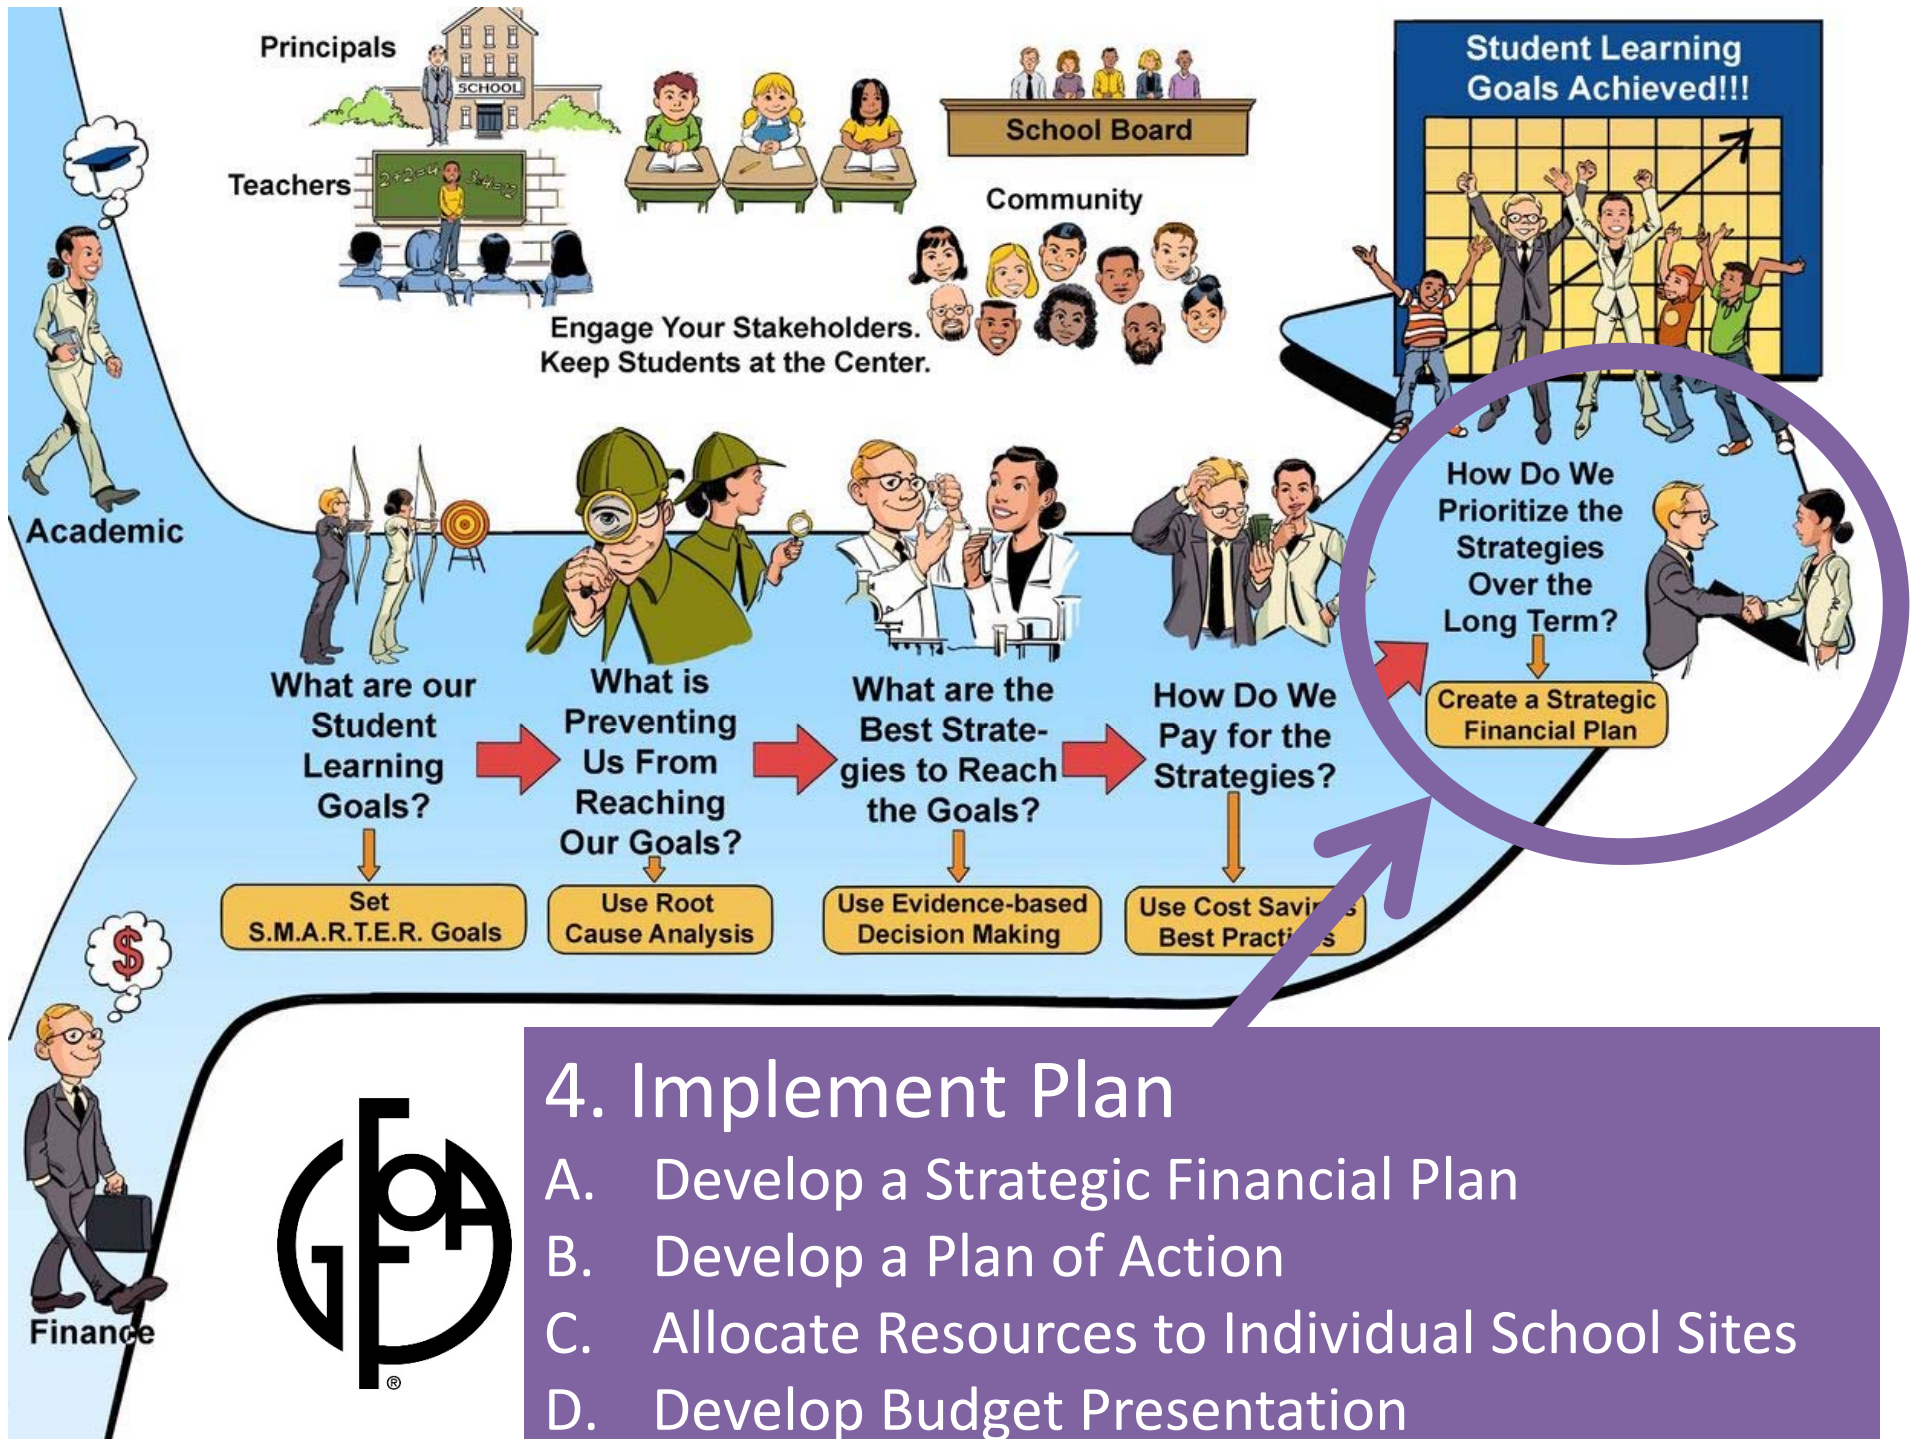 Principals
SCHOOL
Teachers
2+2=4
3x4=12
School Board
Community
Engage Your Stakeholders.
Keep Students at the Center.
Student Learning
Goals Achieved!!!
Academic
What are our
Student
Learning
Goals?
Set
S.M.A.R.T.E.R. Goals
What is
Preventing
Us From
Reaching
Our Goals?
Use Root
Cause Analysis
What are the
Best Strate-
gies to Reach
the Goals?
Use Evidence-based
Decision Making
How Do We
Pay for the
Strategies?
Use Cost Savings
Best Practices
How Do We
Prioritize the
Strategies
Over the
Long Term?
Create a Strategic
Financial Plan
$
Finance
GFOA
®
4. Implement Plan
A. Develop a Strategic Financial Plan
B. Develop a Plan of Action
C. Allocate Resources to Individual School Sites
D. Develop Budget Presentation